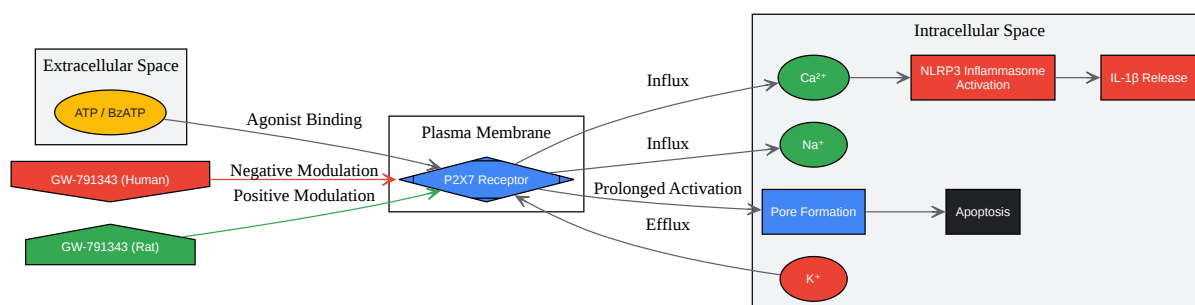 Extracellular Space
ATP / BzATP
Agonist Binding
GW-791343 (Human)
Negative Modulation
Positive Modulation
GW-791343 (Rat)
Plasma Membrane
P2X7 Receptor
Influx
Influx
Prolonged Activation
Efflux
Intracellular Space
Ca²⁺
NLRP3 Inflammasome
Activation
IL-1β Release
Na⁺
Pore Formation
Apoptosis
K⁺